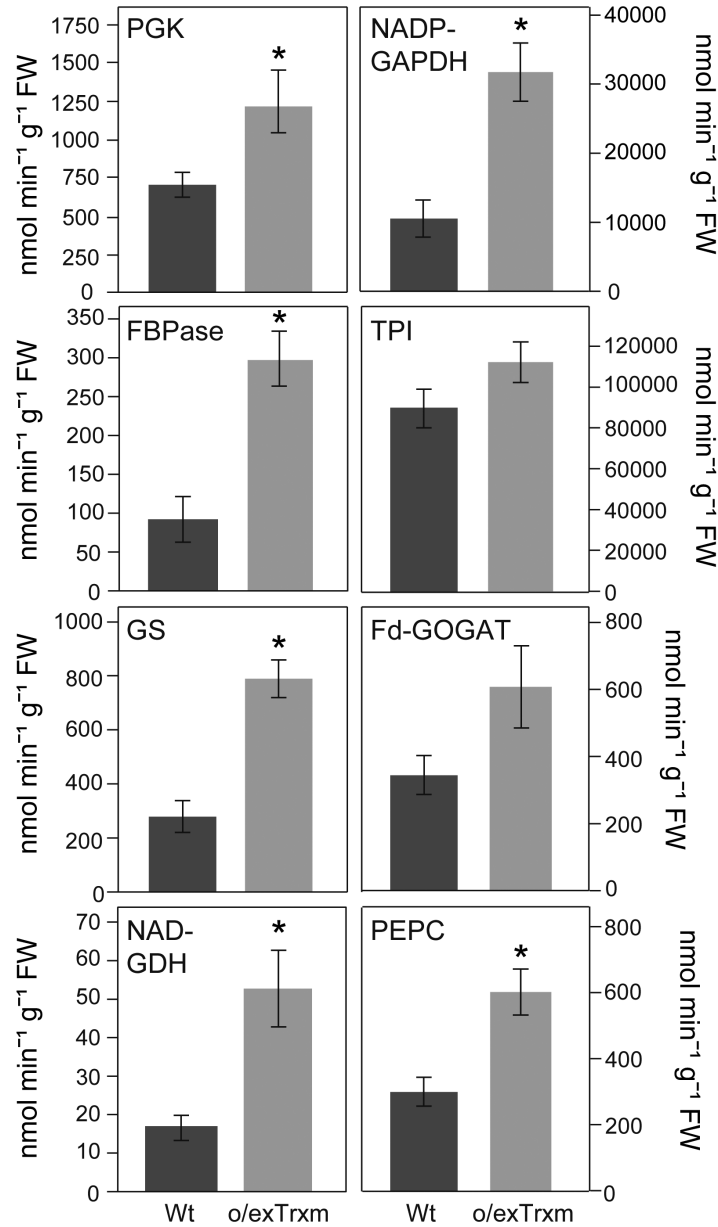 PGK
*
1750
1500
1250
1000
750
500
250
0
nmol min⁻¹ g⁻¹ FW
NADP-
GAPDH
*
40000
30000
20000
10000
0
nmol min⁻¹ g⁻¹ FW
FBPase
*
350
300
250
200
150
100
50
0
nmol min⁻¹ g⁻¹ FW
TPI
120000
100000
80000
60000
40000
20000
0
nmol min⁻¹ g⁻¹ FW
GS
*
1000
800
600
400
200
0
nmol min⁻¹ g⁻¹ FW
Fd-GOGAT
800
600
400
200
0
nmol min⁻¹ g⁻¹ FW
NAD-
GDH
*
70
60
50
40
30
20
10
0
nmol min⁻¹ g⁻¹ FW
PEPC
*
800
600
400
200
0
nmol min⁻¹ g⁻¹ FW
Wt o/exTrxm
Wt o/exTrxm